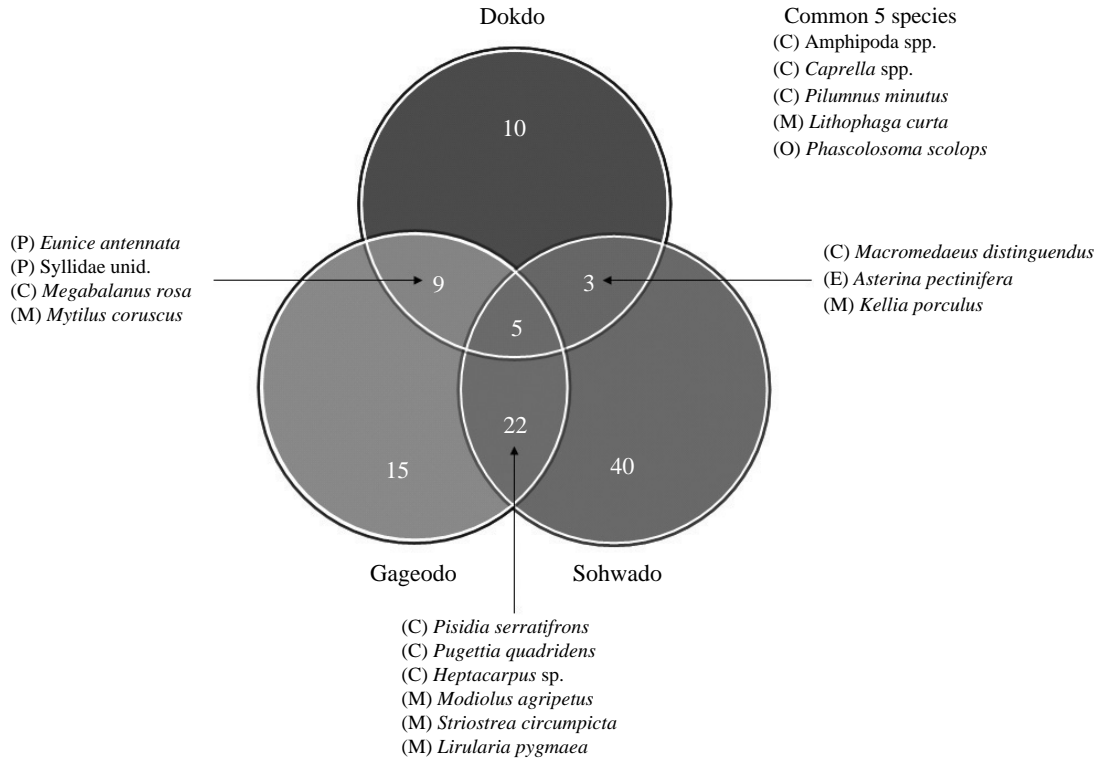 Dokdo
Common 5 species
(C) Amphipoda spp.
(C) Caprella spp.
(C) Pilumnus minutus
(M) Lithophaga curta
(O) Phascolosoma scolops
10
(P) Eunice antennata
(P) Syllidae unid.
(C) Megabalanus rosa
(M) Mytilus coruscus
9
3
(C) Macromedaeus distinguendus
(E) Asterina pectinifera
(M) Kellia porculus
5
22
15
40
Gageodo
Sohwado
(C) Pisidia serratifrons
(C) Pugettia quadridens
(C) Heptacarpus sp.
(M) Modiolus agripetus
(M) Striostrea circumpicta
(M) Lirularia pygmaea